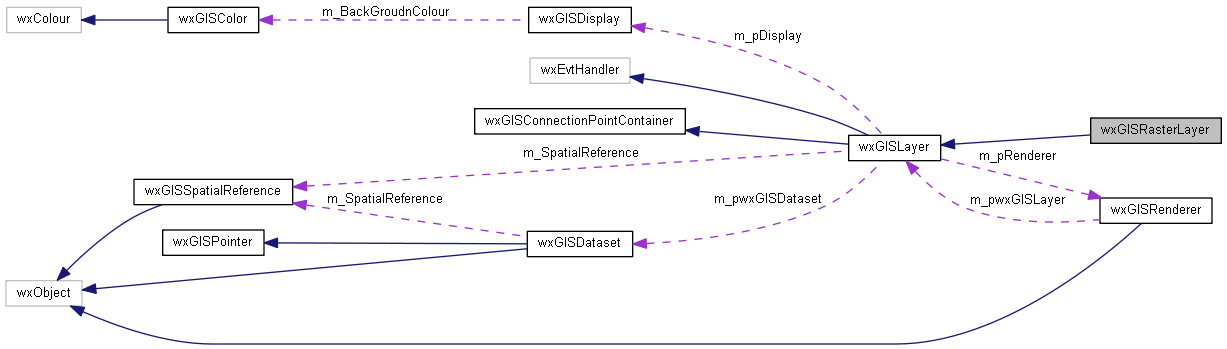 m_BackGroudnColour
wxColour
wxGISColor
wxGISDisplay
m_pDisplay
wxEvtHandler
wxGISConnectionPointContainer
wxGISRasterLayer
wxGISLayer
m_SpatialReference
m_pRenderer
wxGISSpatialReference
m_SpatialReference
m_pwxGISDataset
m_pwxGISLayer
wxGISRenderer
wxGISPointer
wxGISDataset
wxObject